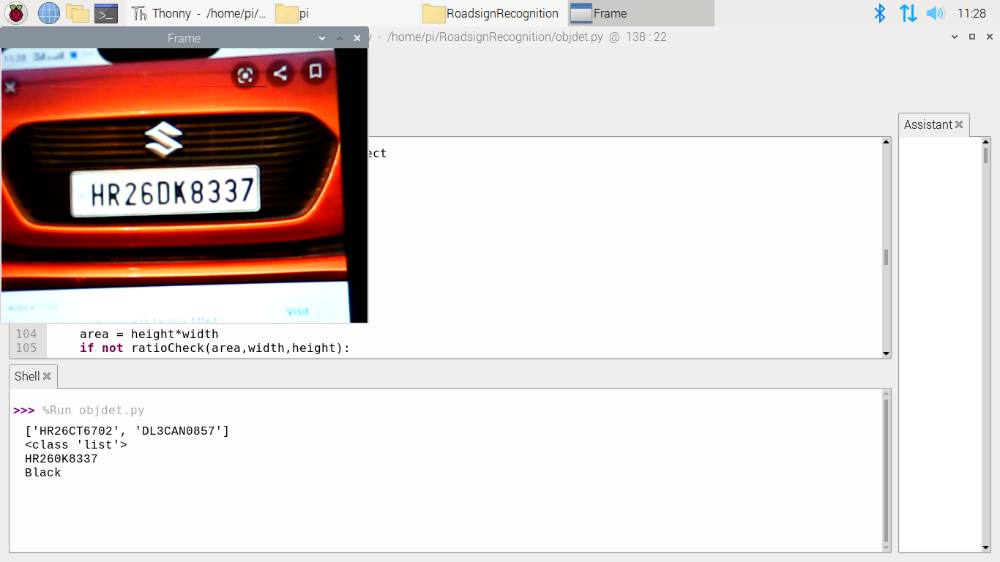 Thonny - /home/pi/...
pi
RoadsignRecognition
Frame
11:28
Frame
- /home/pi/RoadsignRecognition/objdet.py @ 138 : 22
11:28
HR26DK8337
Visit
ect
104 area = height*width
105 if not ratioCheck(area,width,height):
Assistant
Shell
>>> %Run objdet.py
['HR26CT6702', 'DL3CAN0857']
<class 'list'>
HR260K8337
Black